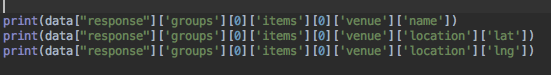 print(data["response"]['groups'][0]['items'][0]['venue']['name'])
print(data["response"]['groups'][0]['items'][0]['venue']['location']['lat'])
print(data["response"]['groups'][0]['items'][0]['venue']['location']['lng'])